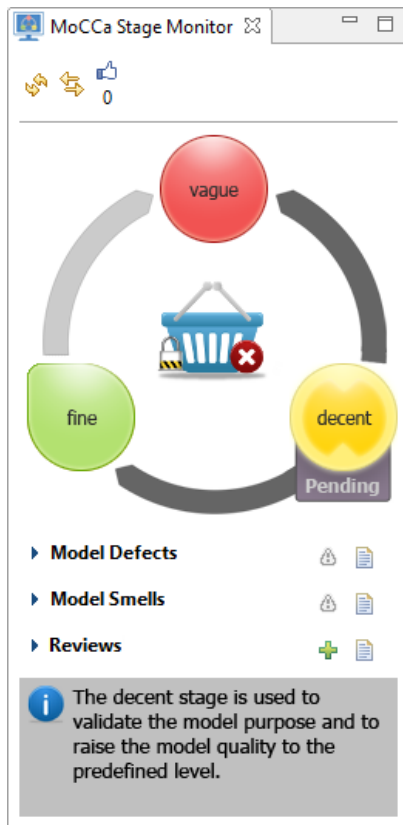 MoCCa Stage Monitor
0
vague
fine
decent
Pending
Model Defects
Model Smells
Reviews
The decent stage is used to
validate the model purpose and to
raise the model quality to the
predefined level.